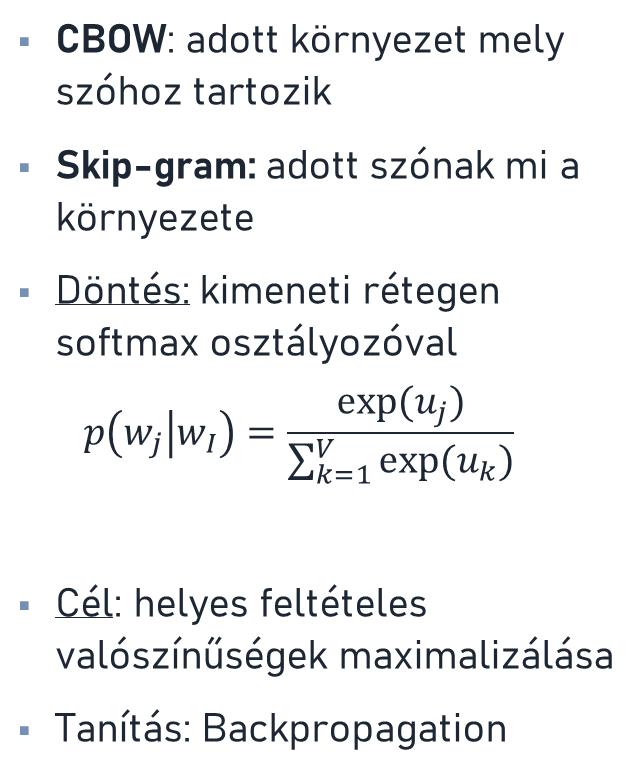 ▪ CBOW: adott környezet mely
szóhoz tartozik
▪ Skip-gram: adott szónak mi a
környezete
▪ Döntés: kimeneti rétegen
softmax osztályozóval
p(w_j|w_I) = exp(u_j) / ∑_{k=1}^{V} exp(u_k)
▪ Cél: helyes feltételes
valószínűségek maximalizálása
▪ Tanítás: Backpropagation